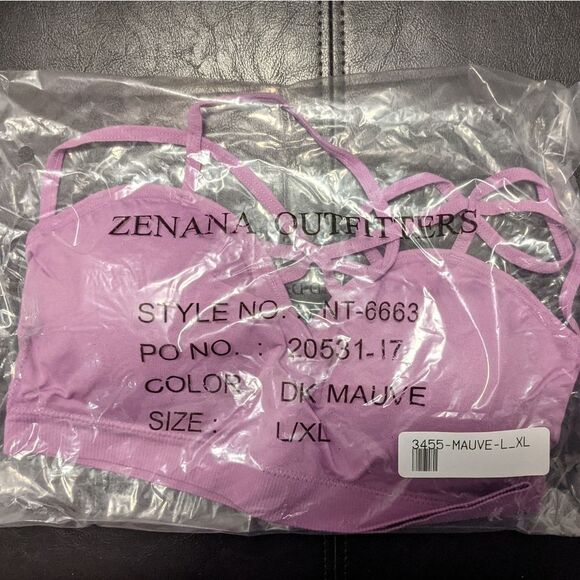 ZENANA OUTFITTERS
STYLE NO. : NT-6663
PO NO. : 20531-17
COLOR : DK MAUVE
SIZE : L/XL
3455-MAUVE-L_XL